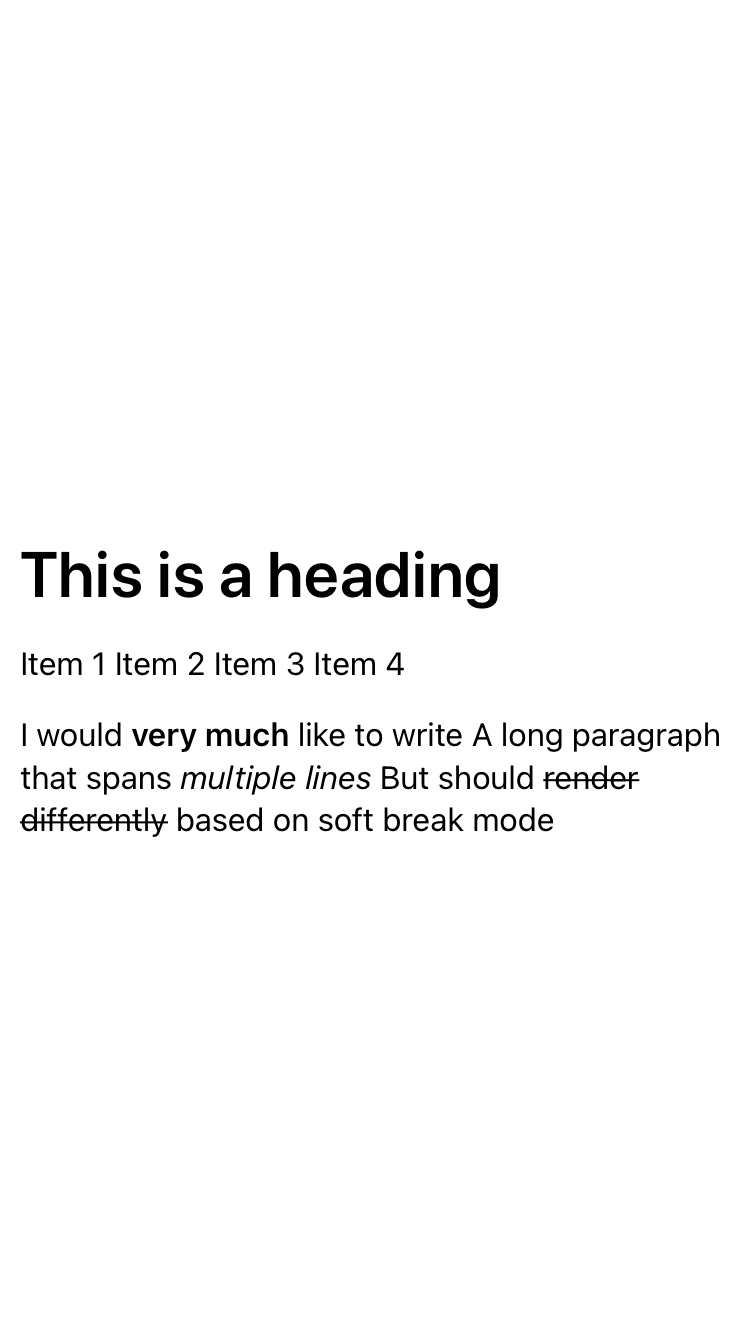 This is a heading
Item 1 Item 2 Item 3 Item 4
I would very much like to write A long paragraph
that spans multiple lines But should render
differently based on soft break mode